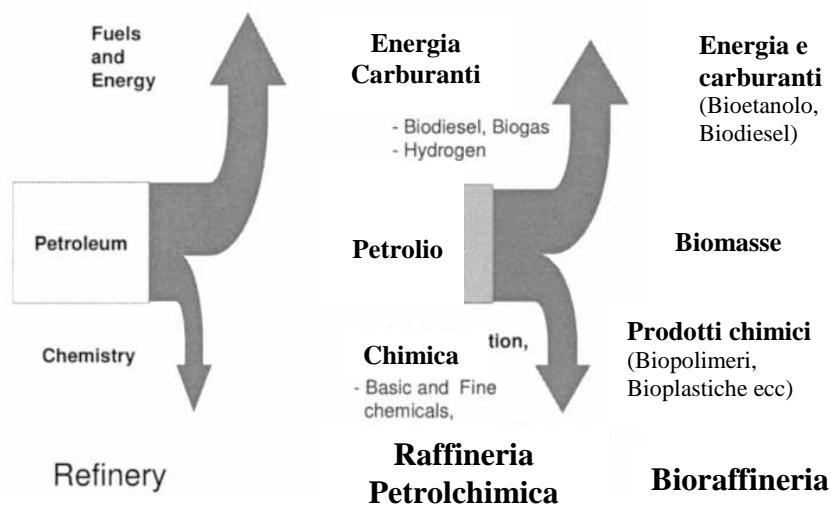 Fuels
and
Energy
Petroleum
Chemistry
Refinery
Energia
Carburanti
- Biodiesel, Biogas
- Hydrogen
Petrolio
tion,
Chimica
- Basic and Fine
chemicals,
Raffineria
Petrolchimica
Energia e
carburanti
(Bioetanolo,
Biodiesel)
Biomasse
Prodotti chimici
(Biopolimeri,
Bioplastiche ecc)
Bioraffineria